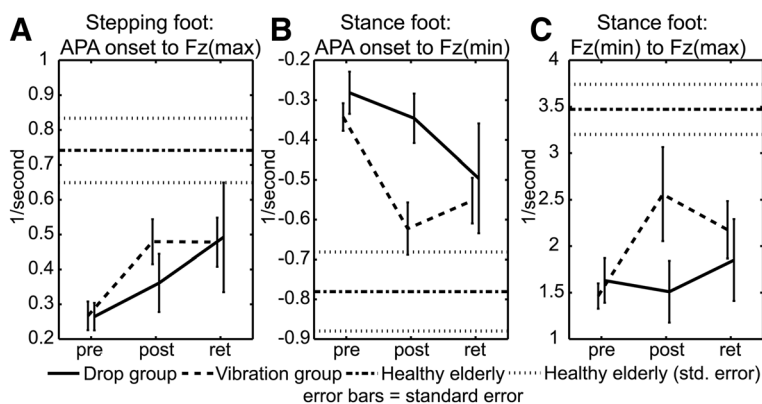 A
Stepping foot:
APA onset to Fz(max)
1/second
1
0.9
0.8
0.7
0.6
0.5
0.4
0.3
0.2
pre post ret
B
Stance foot:
APA onset to Fz(min)
1/second
-0.2
-0.3
-0.4
-0.5
-0.6
-0.7
-0.8
-0.9
pre post ret
C
Stance foot:
Fz(min) to Fz(max)
1/second
4
3.5
3
2.5
2
1.5
1
pre post ret
Drop group Vibration group Healthy elderly Healthy elderly (std. error)
error bars = standard error